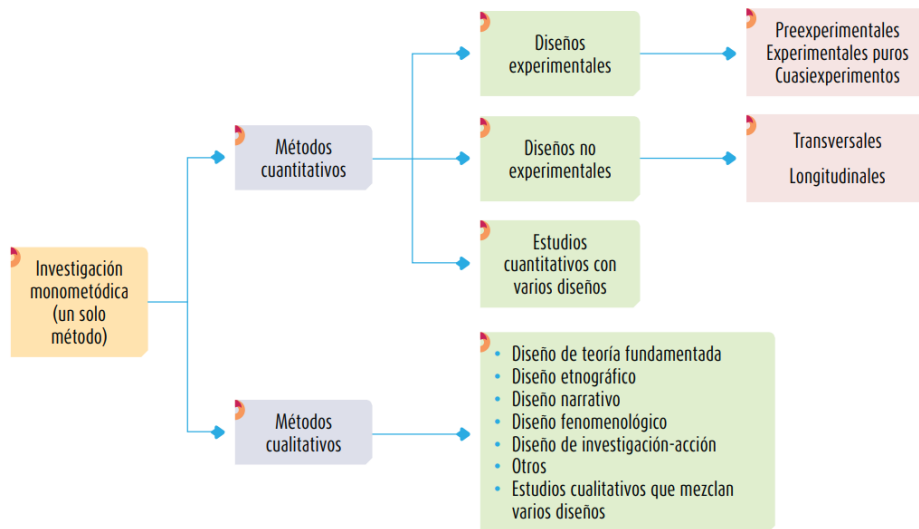 Investigación
monometódica
(un solo
método)
Métodos
cuantitativos
Diseños
experimentales
Preexperimentales
Experimentales puros
Cuasiexperimentos
Diseños no
experimentales
Transversales
Longitudinales
Estudios
cuantitativos con
varios diseños
Métodos
cualitativos
• Diseño de teoría fundamentada
• Diseño etnográfico
• Diseño narrativo
• Diseño fenomenológico
• Diseño de investigación-acción
• Otros
• Estudios cualitativos que mezclan
varios diseños